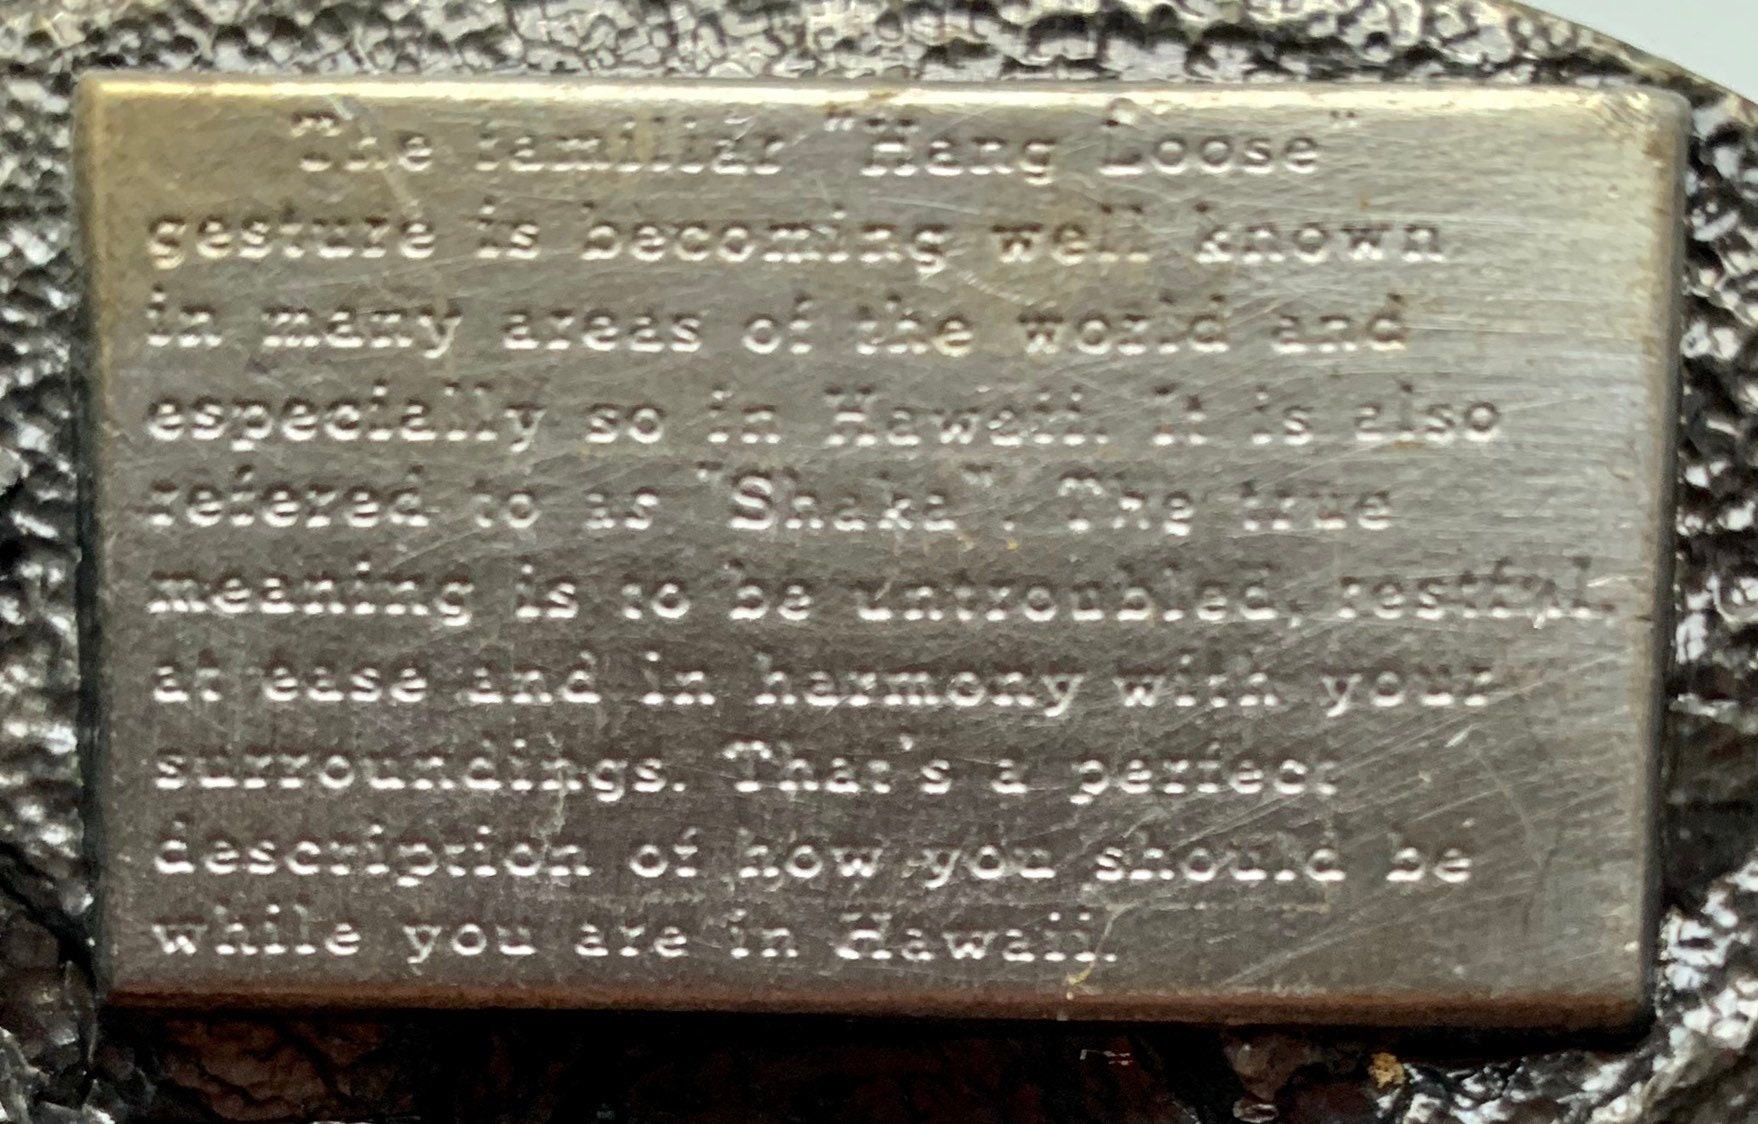 The familiar "Hang Loose"
gesture is becoming well known
in many areas of the world and
especially so in Hawaii. It is also
refered to as "Shaka". The true
meaning is to be untroubled, restful,
at ease and in harmony with your
surroundings. That's a perfect
description of how you should be
while you are in Hawaii.